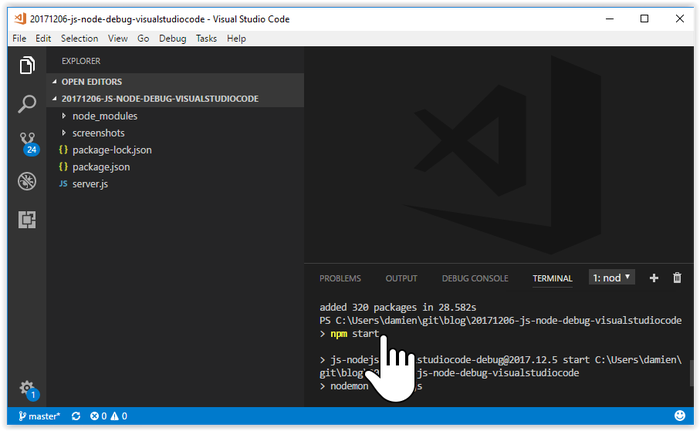 20171206-js-node-debug-visualstudiocode - Visual Studio Code
File Edit Selection View Go Debug Tasks Help
EXPLORER
OPEN EDITORS
20171206-JS-NODE-DEBUG-VISUALSTUDIOCODE
node_modules
screenshots
{} package-lock.json
{} package.json
JS server.js
24
1
PROBLEMS OUTPUT DEBUG CONSOLE TERMINAL 1: nod
added 320 packages in 28.582s
PS C:\Users\damien\git\blog\20171206-js-node-debug-visualstudiocode
> npm start
> js-nodejs studiocode-debug@2017.12.5 start C:\Users\damien\
git\blog\20 js-node-debug-visualstudiocode
> nodemon s
master* 0 0